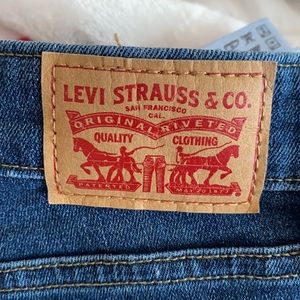 LEVI STRAUSS & CO.
SAN FRANCISCO
CAL.
ORIGINAL RIVETED
QUALITY CLOTHING
PATENTED MAY 20 1873